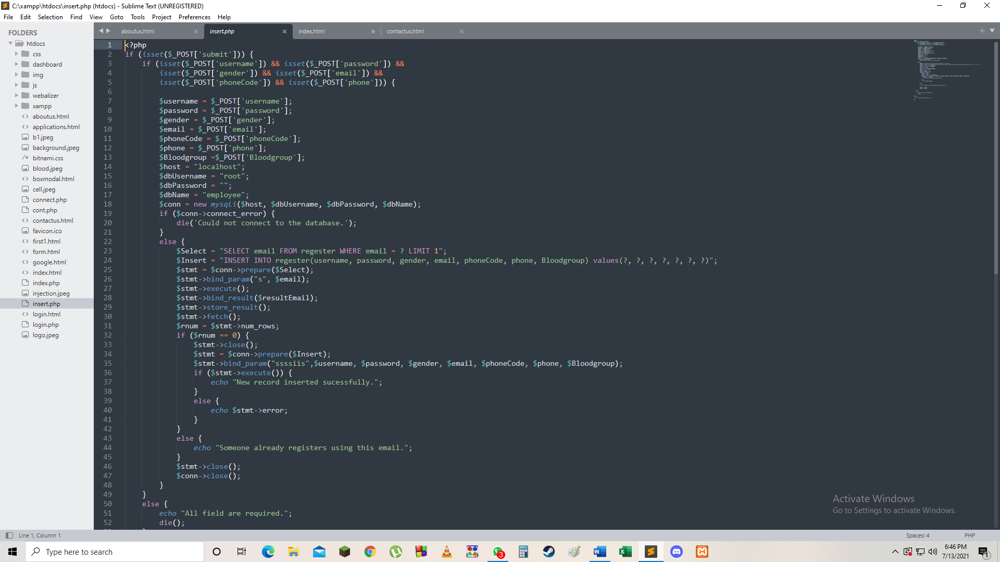 C:\xampp\htdocs\insert.php (htdocs) - Sublime Text (UNREGISTERED)
File Edit Selection Find View Goto Tools Project Preferences Help
FOLDERS
htdocs
css
dashboard
img
js
webalizer
xampp
aboutus.html
applications.html
b1.jpeg
background.jpeg
/* bitnami.css
blood.jpeg
boxmodal.html
cell.jpeg
connect.php
cont.php
contactus.html
favicon.ico
first1.html
form.html
google.html
index.html
index.php
injection.jpeg
insert.php
login.html
login.php
logo.jpeg
aboutus.html insert.php index.html contactus.html
1 <?php
2 if (isset($_POST['submit'])) {
3 if (isset($_POST['username']) && isset($_POST['password']) &&
4 isset($_POST['gender']) && isset($_POST['email']) &&
5 isset($_POST['phoneCode']) && isset($_POST['phone'])) {
6
7 $username = $_POST['username'];
8 $password = $_POST['password'];
9 $gender = $_POST['gender'];
10 $email = $_POST['email'];
11 $phoneCode = $_POST['phoneCode'];
12 $phone = $_POST['phone'];
13 $Bloodgroup =$_POST['Bloodgroup'];
14 $host = "localhost";
15 $dbUsername = "root";
16 $dbPassword = "";
17 $dbName = "employee";
18 $conn = new mysqli($host, $dbUsername, $dbPassword, $dbName);
19 if ($conn->connect_error) {
20 die('Could not connect to the database.');
21 }
22 else {
23 $Select = "SELECT email FROM regester WHERE email = ? LIMIT 1";
24 $Insert = "INSERT INTO regester(username, password, gender, email, phoneCode, phone, Bloodgroup) values(?, ?, ?, ?, ?, ?, ?)";
25 $stmt = $conn->prepare($Select);
26 $stmt->bind_param("s", $email);
27 $stmt->execute();
28 $stmt->bind_result($resultEmail);
29 $stmt->store_result();
30 $stmt->fetch();
31 $rnum = $stmt->num_rows;
32 if ($rnum == 0) {
33 $stmt->close();
34 $stmt = $conn->prepare($Insert);
35 $stmt->bind_param("ssssiis",$username, $password, $gender, $email, $phoneCode, $phone, $Bloodgroup);
36 if ($stmt->execute()) {
37 echo "New record inserted sucessfully.";
38 }
39 else {
40 echo $stmt->error;
41 }
42 }
43 else {
44 echo "Someone already registers using this email.";
45 }
46 $stmt->close();
47 $conn->close();
48 }
49 }
50 else {
51 echo "All field are required.";
52 die();
Activate Windows
Go to Settings to activate Windows.
Line 1, Column 1
Spaces: 4
PHP
Type here to search
3
6:46 PM
7/13/2021
1